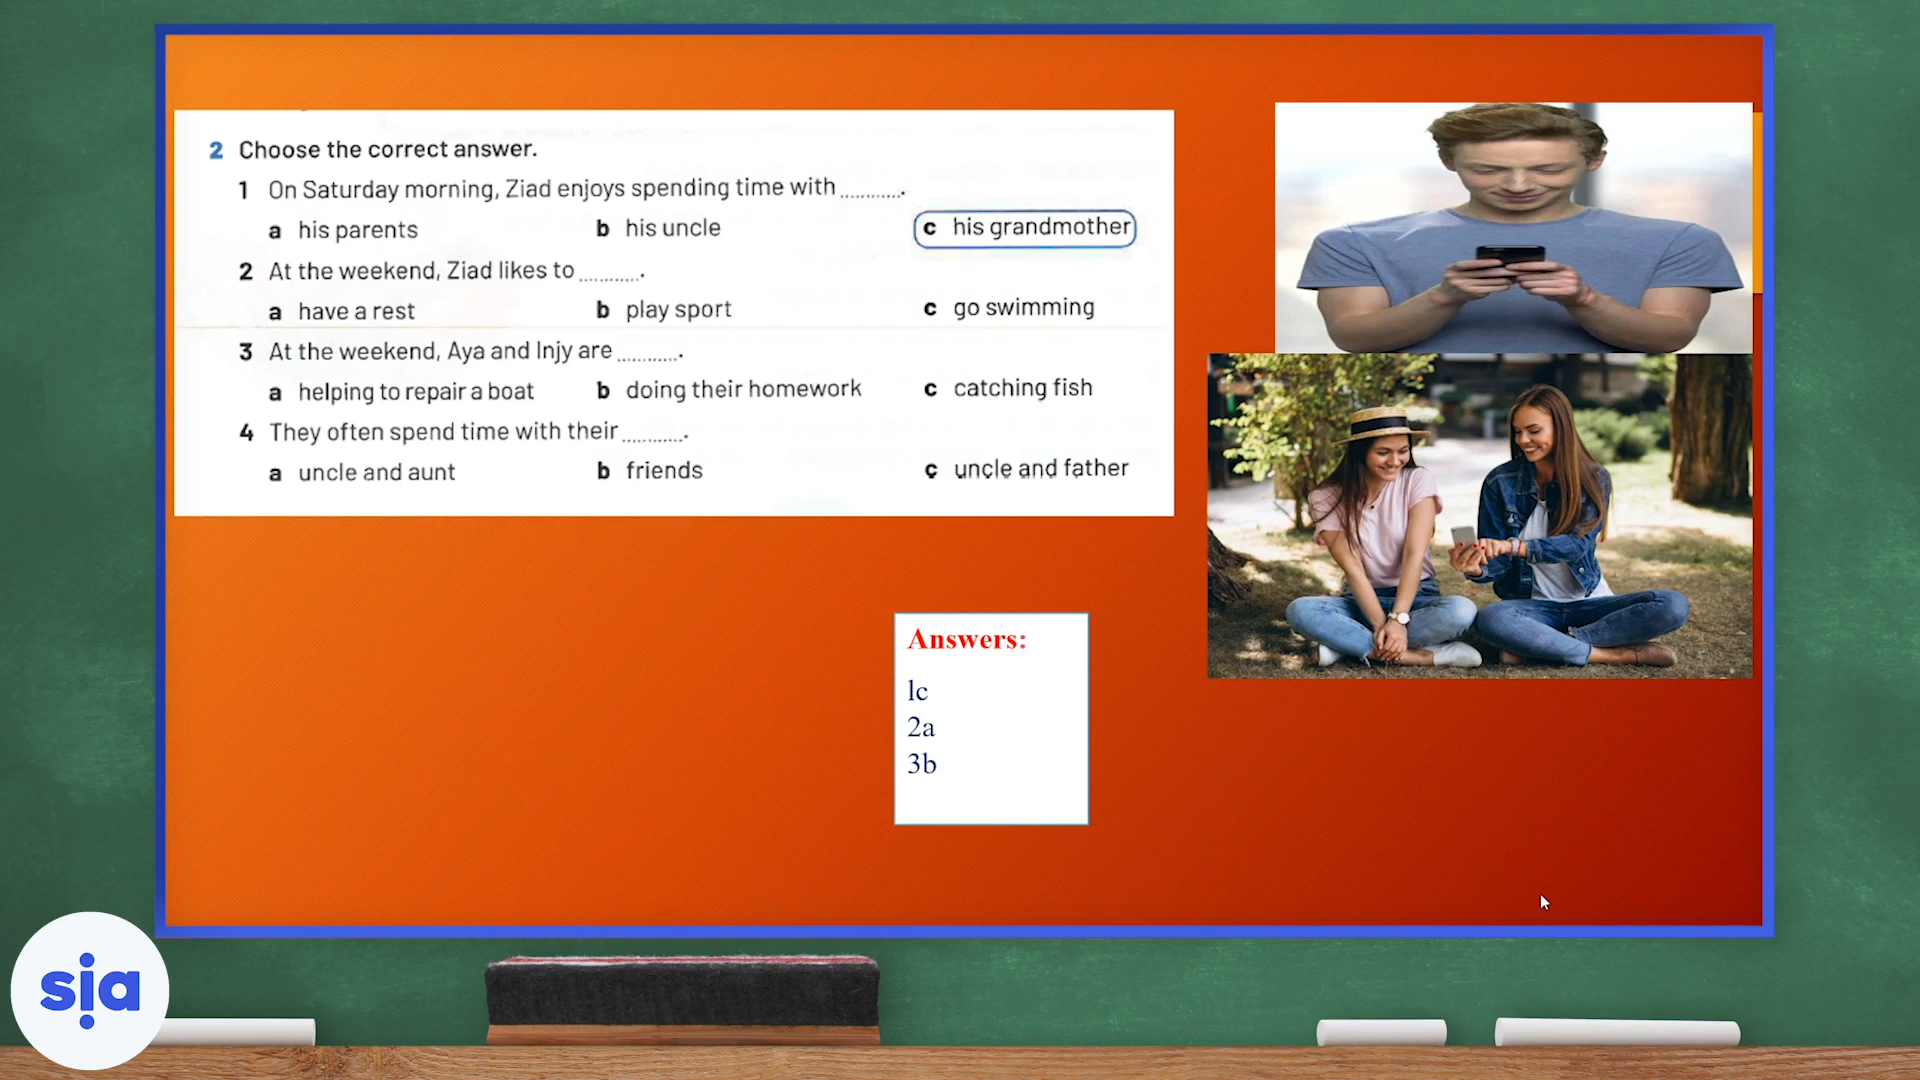 2 Choose the correct answer.
1 On Saturday morning, Ziad enjoys spending time with ............
a his parents b his uncle c his grandmother
2 At the weekend, Ziad likes to ...........
a have a rest b play sport c go swimming
3 At the weekend, Aya and Injy are ............
a helping to repair a boat b doing their homework c catching fish
4 They often spend time with their ............
a uncle and aunt b friends c uncle and father
Answers:
1c
2a
3b
sia